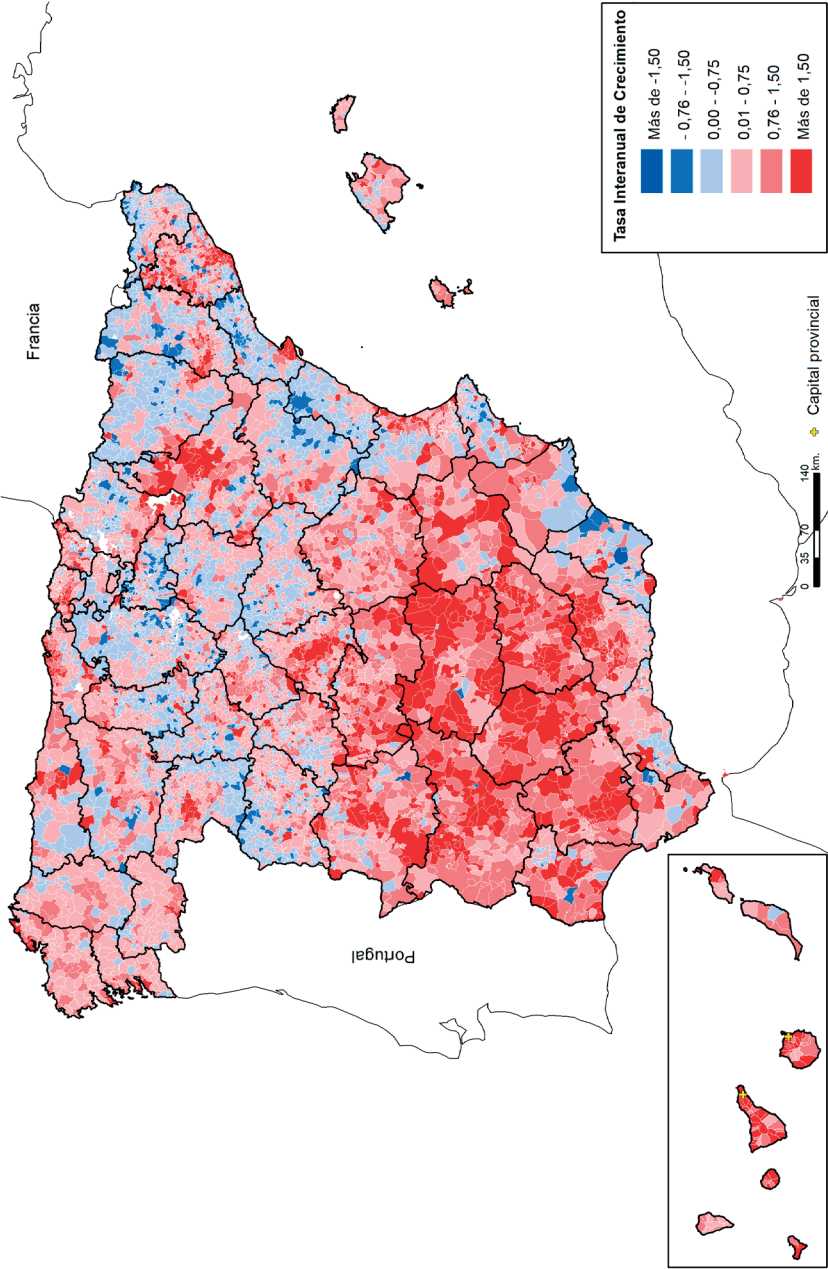 Francia
Portugal
Tasa Interanual de Crecimiento
Más de -1,50
- 0,76 - -1,50
0,00 - -0,75
0,01 - 0,75
0,76 - 1,50
Más de 1,50
0 35 70 140
km.
Capital provincial